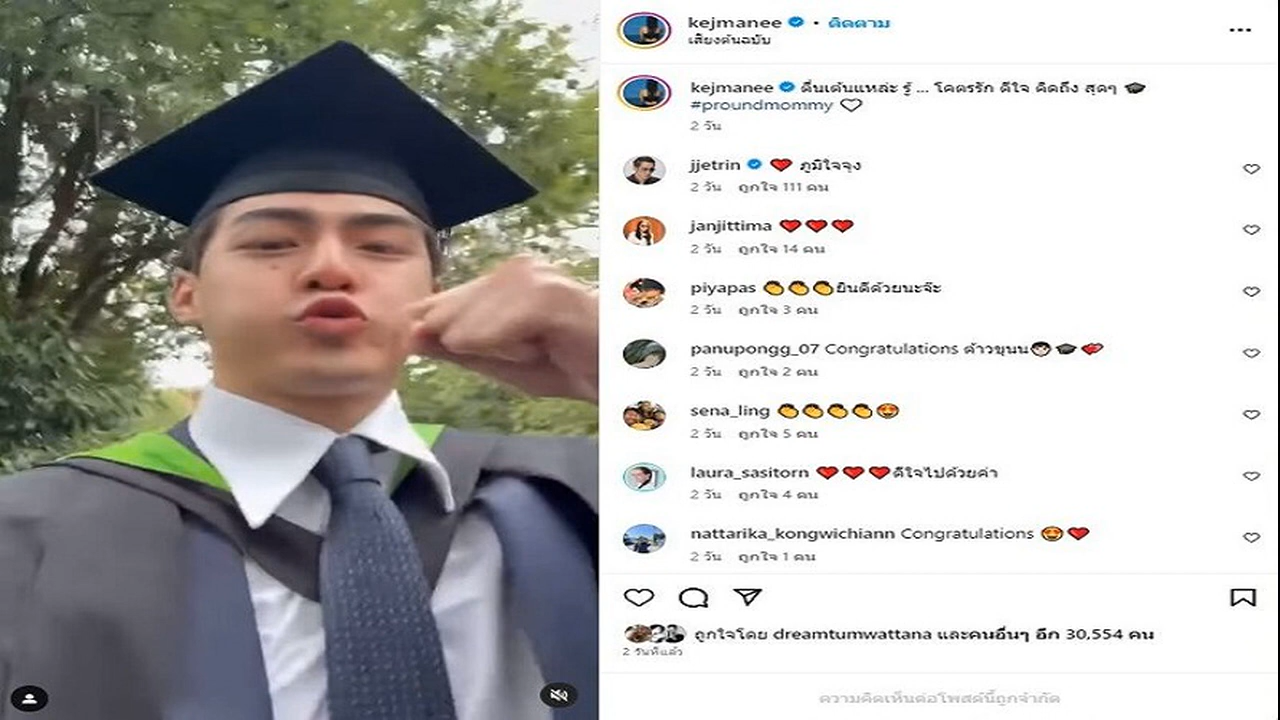 kejmanee • ติดตาม
เสียงต้นฉบับ
kejmanee ตื่นเต้นแหล่ะ รู้ ... โคตรรัก ดีใจ คิดถึง สุดๆ 🎓
#proundmommy 🤍
2 วัน
jjetrin ❤️ ภูมิใจจุง
2 วัน ถูกใจ 111 คน
janjittima ❤️❤️❤️
2 วัน ถูกใจ 14 คน
piyapas 👏👏👏ยินดีด้วยนะจ๊ะ
2 วัน ถูกใจ 3 คน
panupongg_07 Congratulations ต้าวขุนน👦🏻🎓💝
2 วัน ถูกใจ 2 คน
sena_ling 👏👏👏👏😍
2 วัน ถูกใจ 5 คน
laura_sasitorn ❤️❤️❤️ดีใจไปด้วยค่า
2 วัน ถูกใจ 4 คน
nattarika_kongwichiann Congratulations 😍❤️
2 วัน ถูกใจ 1 คน
ถูกใจโดย dreamtumwattana และคนอื่นๆ อีก 30,554 คน
2 วันที่แล้ว
ความคิดเห็นต่อโพสต์นี้ถูกจำกัด